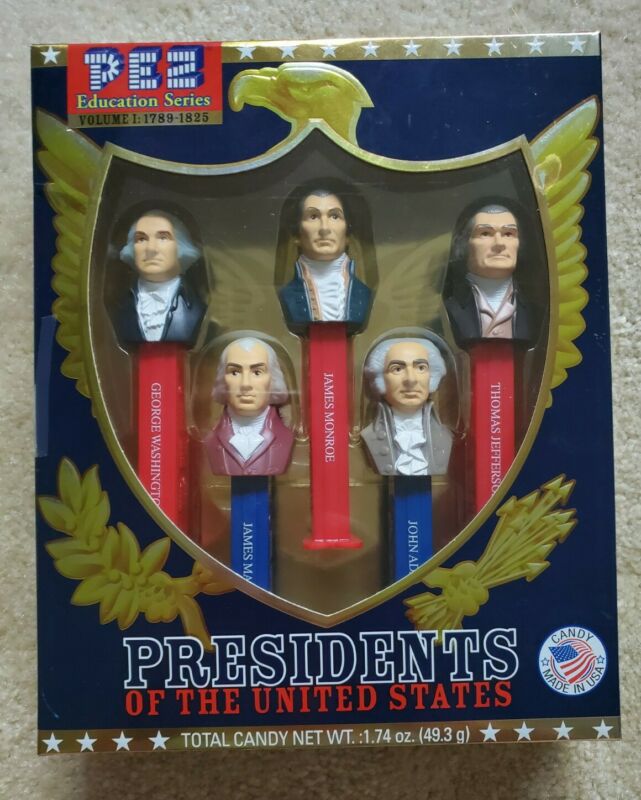 PEZ
Education Series
VOLUME I: 1789-1825
GEORGE WASHINGTO
JAMES MA
JAMES MONROE
JOHN AD
THOMAS JEFFERSO
PRESIDENTS
OF THE UNITED STATES
CANDY
MADE IN USA
TOTAL CANDY NET WT.:1.74 oz. (49.3 g)